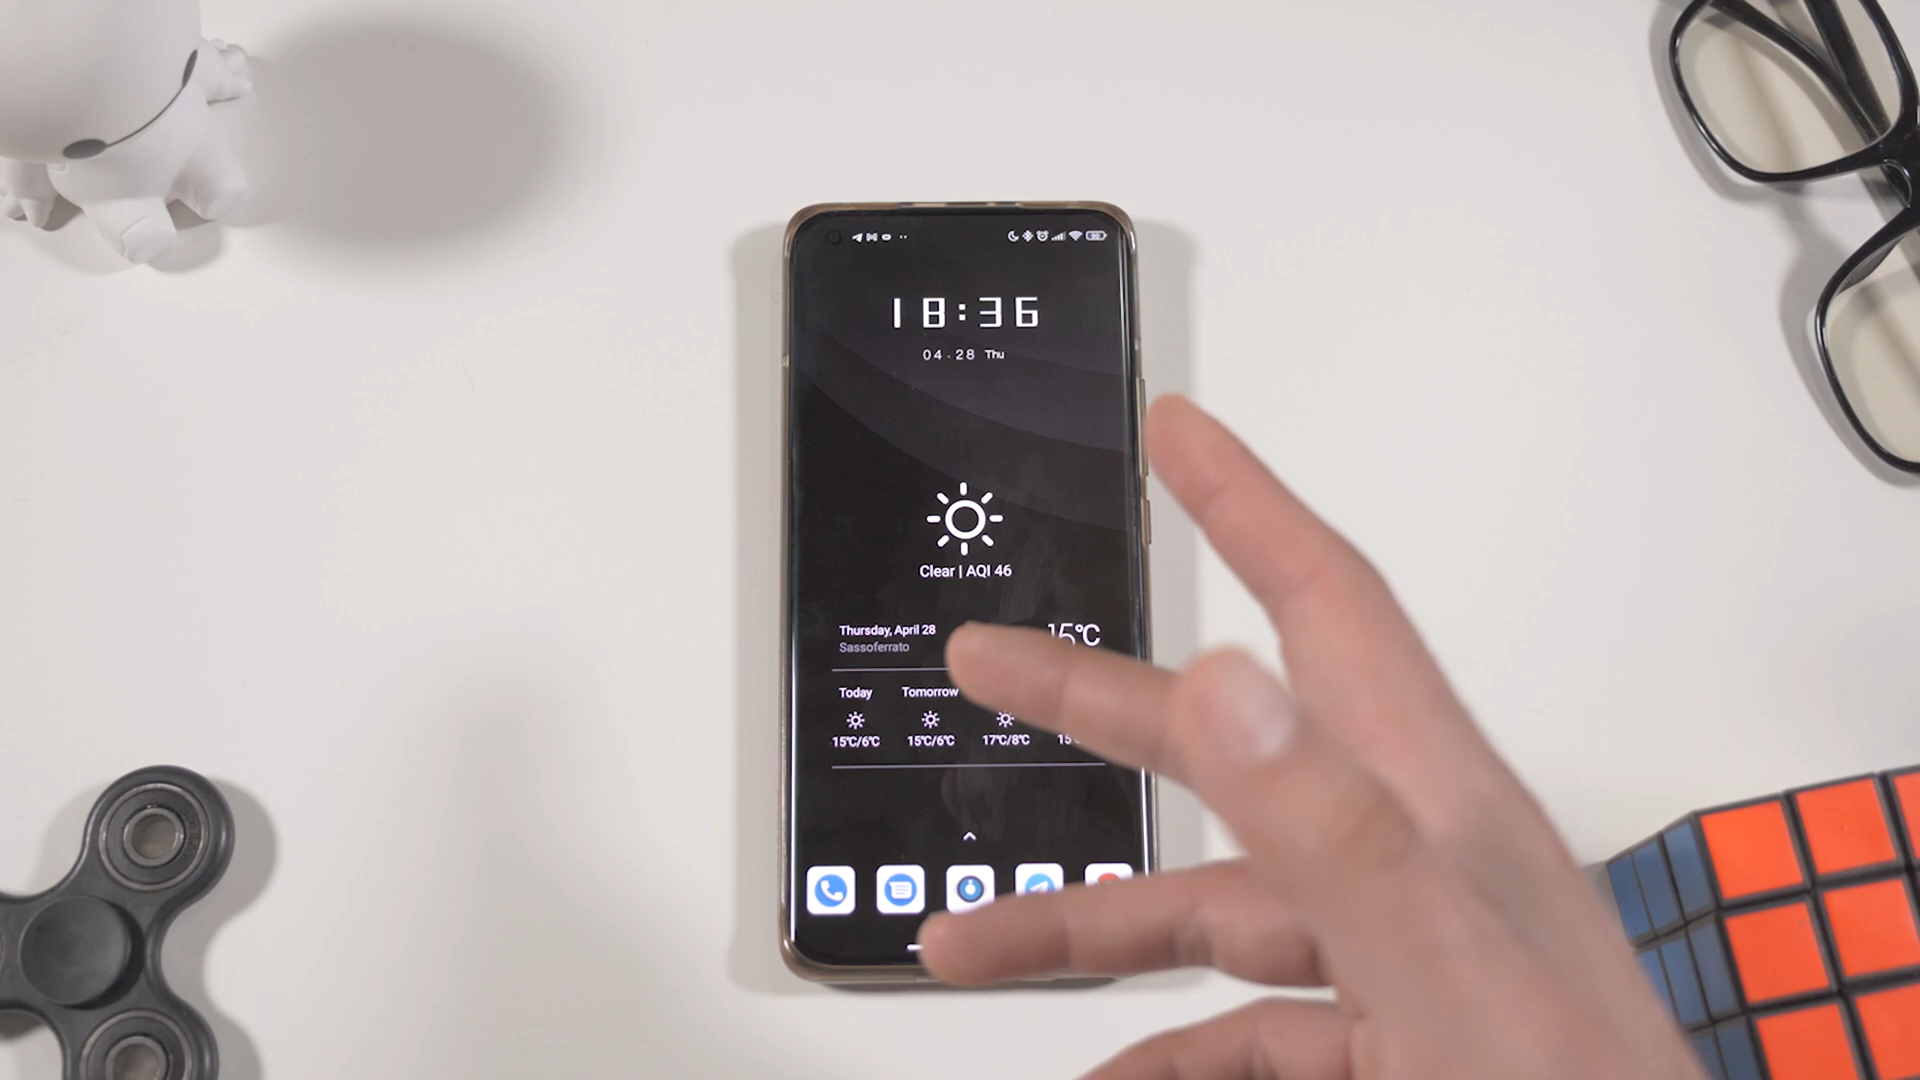 18:36
04.28 Thu
Clear | AQI 46
Thursday, April 28
Sassoferrato
15℃
Today Tomorrow
15℃/6℃ 15℃/6℃ 17℃/8℃